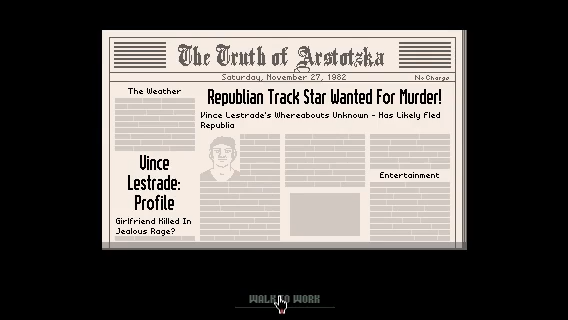 The Truth of Arstotzka
Saturday, November 27, 1982
No Charge
The Weather
Republian Track Star Wanted For Murder!
Vince Lestrade's Whereabouts Unknown - Has Likely Fled
Republia
Vince
Lestrade:
Profile
Girlfriend Killed In
Jealous Rage?
Entertainment
WALK TO WORK